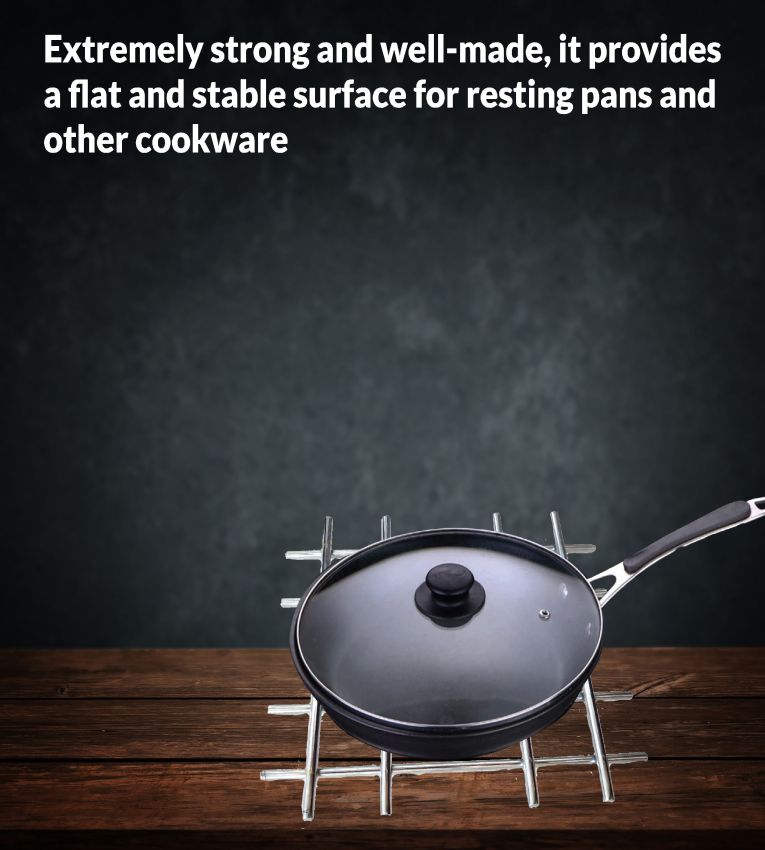 Extremely strong and well-made, it provides
a flat and stable surface for resting pans and
other cookware